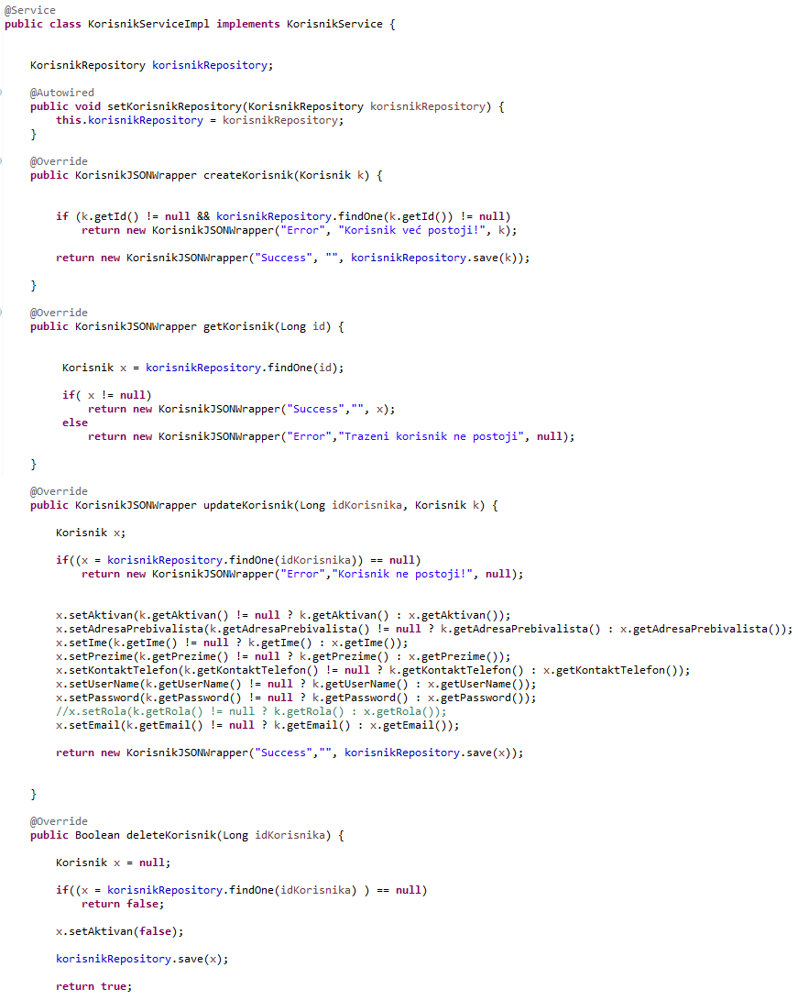 @Service
public class KorisnikServiceImpl implements KorisnikService {
KorisnikRepository korisnikRepository;
@Autowired
public void setKorisnikRepository(KorisnikRepository korisnikRepository) {
this.korisnikRepository = korisnikRepository;
}
@Override
public KorisnikJSONWrapper createKorisnik(Korisnik k) {
if (k.getId() != null && korisnikRepository.findOne(k.getId()) != null)
return new KorisnikJSONWrapper("Error", "Korisnik već postoji!", k);
return new KorisnikJSONWrapper("Success", "", korisnikRepository.save(k));
}
@Override
public KorisnikJSONWrapper getKorisnik(Long id) {
Korisnik x = korisnikRepository.findOne(id);
if( x != null)
return new KorisnikJSONWrapper("Success","", x);
else
return new KorisnikJSONWrapper("Error","Trazeni korisnik ne postoji", null);
}
@Override
public KorisnikJSONWrapper updateKorisnik(Long idKorisnika, Korisnik k) {
Korisnik x;
if((x = korisnikRepository.findOne(idKorisnika)) == null)
return new KorisnikJSONWrapper("Error","Korisnik ne postoji!", null);
x.setAktivan(k.getAktivan() != null ? k.getAktivan() : x.getAktivan());
x.setAdresaPrebivalista(k.getAdresaPrebivalista() != null ? k.getAdresaPrebivalista() : x.getAdresaPrebivalista());
x.setIme(k.getIme() != null ? k.getIme() : x.getIme());
x.setPrezime(k.getPrezime() != null ? k.getPrezime() : x.getPrezime());
x.setKontaktTelefon(k.getKontaktTelefon() != null ? k.getKontaktTelefon() : x.getKontaktTelefon());
x.setUserName(k.getUserName() != null ? k.getUserName() : x.getUserName());
x.setPassword(k.getPassword() != null ? k.getPassword() : x.getPassword());
//x.setRola(k.getRola() != null ? k.getRola() : x.getRola());
x.setEmail(k.getEmail() != null ? k.getEmail() : x.getEmail());
return new KorisnikJSONWrapper("Success","", korisnikRepository.save(x));
}
@Override
public Boolean deleteKorisnik(Long idKorisnika) {
Korisnik x = null;
if((x = korisnikRepository.findOne(idKorisnika) ) == null)
return false;
x.setAktivan(false);
korisnikRepository.save(x);
return true;